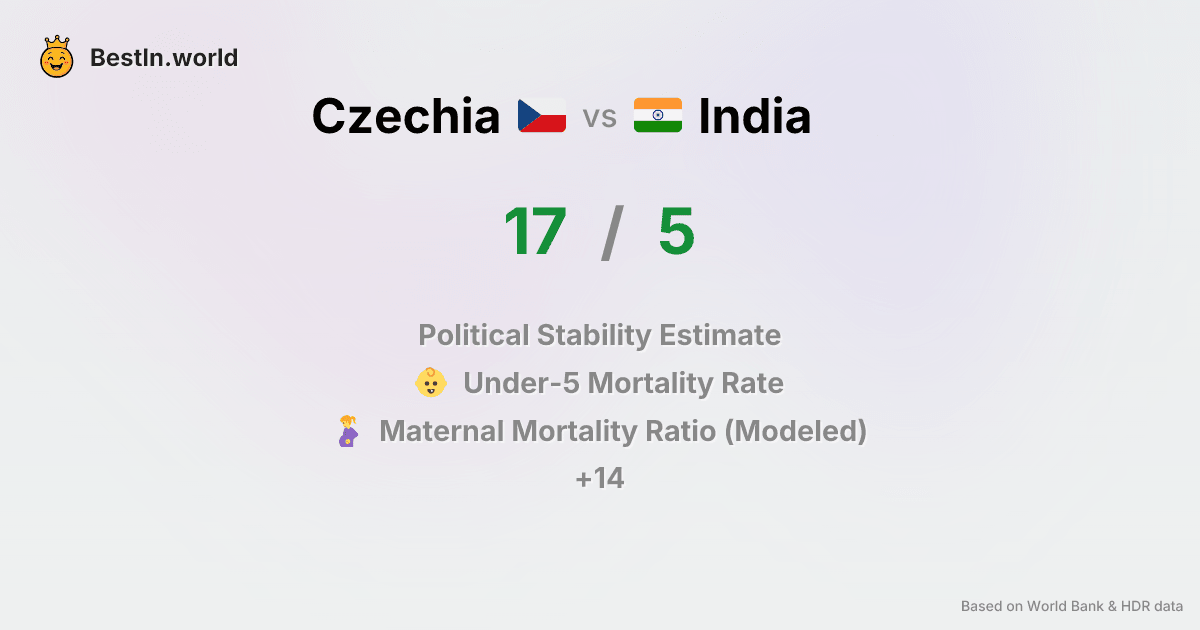 BestIn.world
Czechia vs India
17 / 5
Political Stability Estimate
Under-5 Mortality Rate
Maternal Mortality Ratio (Modeled)
+14
Based on World Bank & HDR data